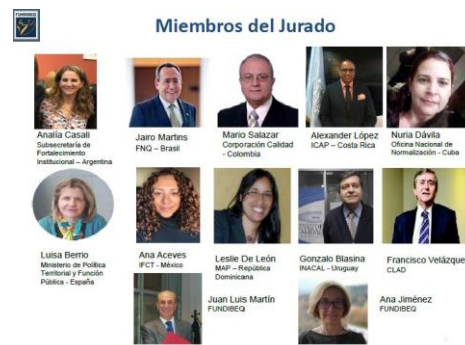 FUNDIBEQ
Miembros del Jurado
Analía Casali
Subsecretaría de
Fortalecimiento
Institucional – Argentina
Jairo Martins
FNQ – Brasil
Mario Salazar
Corporación Calidad
- Colombia
Alexander López
ICAP – Costa Rica
Nuria Dávila
Oficina Nacional de
Normalización - Cuba
Luisa Berrio
Ministerio de Política
Territorial y Función
Pública - España
Ana Aceves
IFCT - México
Leslie De León
MAP – República
Dominicana
Gonzalo Blasina
INACAL - Uruguay
Francisco Velázquez
CLAD
Juan Luis Martín
FUNDIBEQ
Ana Jiménez
FUNDIBEQ